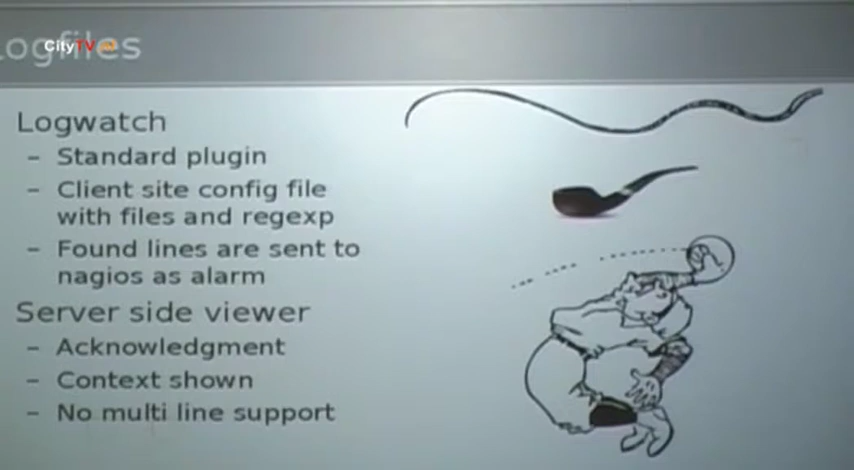 Logfiles
CityTV
Logwatch
– Standard plugin
– Client site config file
with files and regexp
– Found lines are sent to
nagios as alarm
Server side viewer
– Acknowledgment
– Context shown
– No multi line support